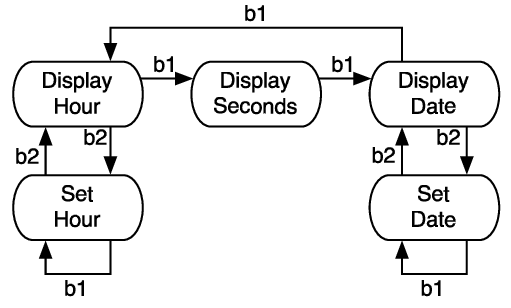 b1
Display
Hour
b1
Display
Seconds
b1
Display
Date
b2
b2
b2
b2
Set
Hour
Set
Date
b1
b1